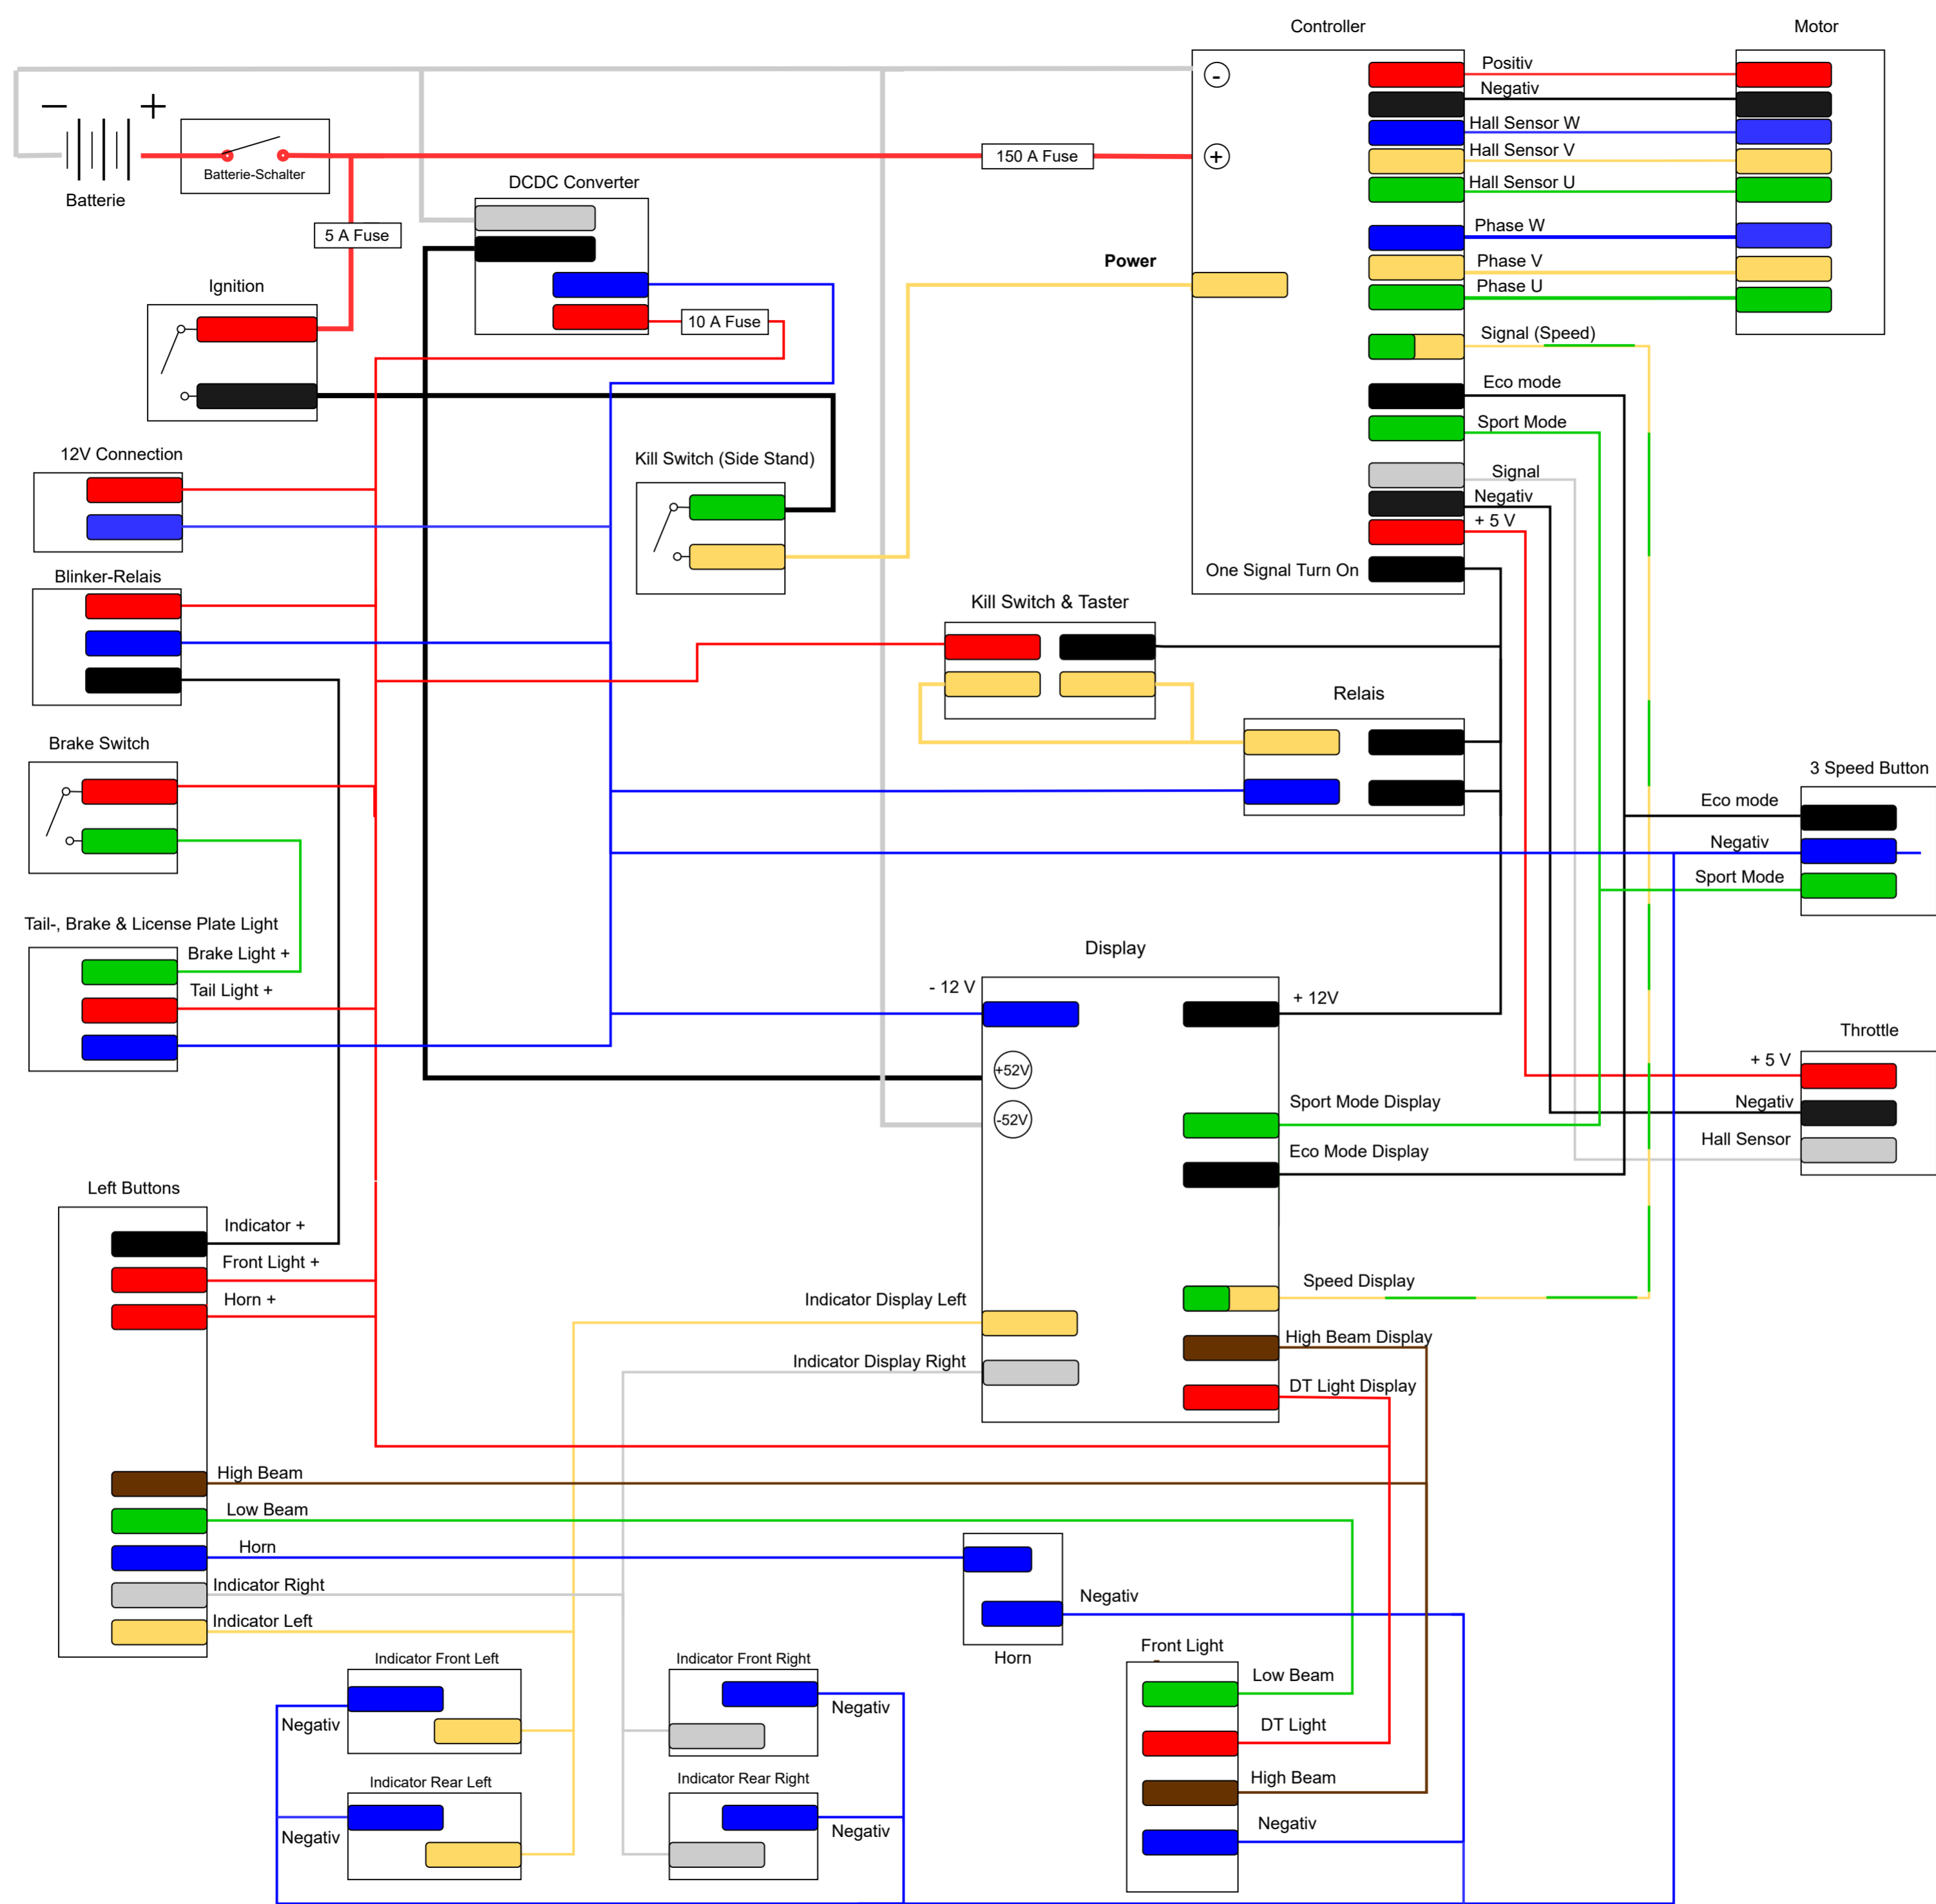 Controller
Motor
-
Positiv
Negativ
Hall Sensor W
Hall Sensor V
Hall Sensor U
− +
Batterie
Batterie-Schalter
150 A Fuse
+
DCDC Converter
5 A Fuse
Phase W
Phase V
Phase U
Power
Ignition
10 A Fuse
Signal (Speed)
Eco mode
Sport Mode
12V Connection
Kill Switch (Side Stand)
Signal
Negativ
+ 5 V
One Signal Turn On
Blinker-Relais
Kill Switch & Taster
Relais
Brake Switch
3 Speed Button
Eco mode
Negativ
Sport Mode
Tail-, Brake & License Plate Light
Brake Light +
Tail Light +
Display
- 12 V
+ 12V
+52V
-52V
Throttle
+ 5 V
Negativ
Hall Sensor
Sport Mode Display
Eco Mode Display
Left Buttons
Indicator +
Front Light +
Horn +
Speed Display
Indicator Display Left
High Beam Display
Indicator Display Right
DT Light Display
High Beam
Low Beam
Horn
Indicator Right
Indicator Left
Negativ
Horn
Front Light
Low Beam
DT Light
High Beam
Negativ
Indicator Front Left
Negativ
Indicator Front Right
Negativ
Indicator Rear Left
Negativ
Indicator Rear Right
Negativ